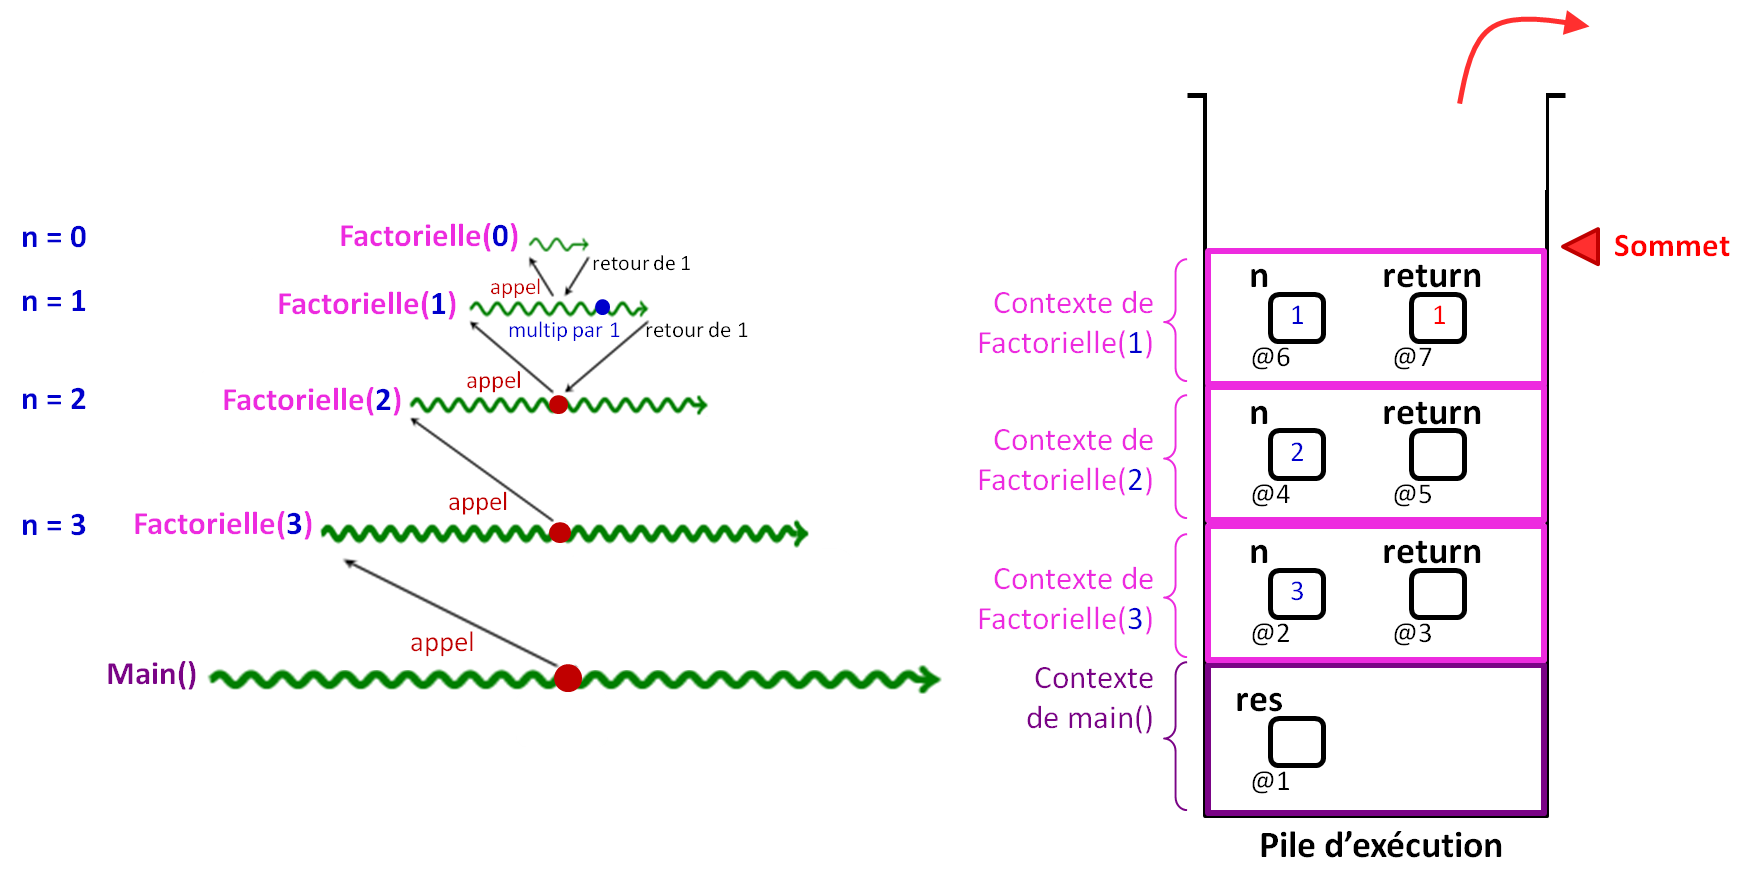 n = 0
Factorielle(0)
retour de 1
appel
n = 1
Factorielle(1)
multip par 1
retour de 1
appel
n = 2
Factorielle(2)
appel
n = 3
Factorielle(3)
appel
Main()
Sommet
Contexte de
Factorielle(1)
n return
1 1
@6 @7
Contexte de
Factorielle(2)
n return
2
@4 @5
Contexte de
Factorielle(3)
n return
3
@2 @3
Contexte
de main()
res
@1
Pile d’exécution